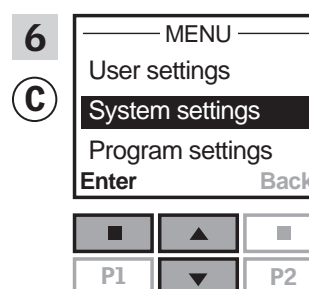 6
C
MENU
User settings
System settings
Program settings
Enter Back
P1 P2